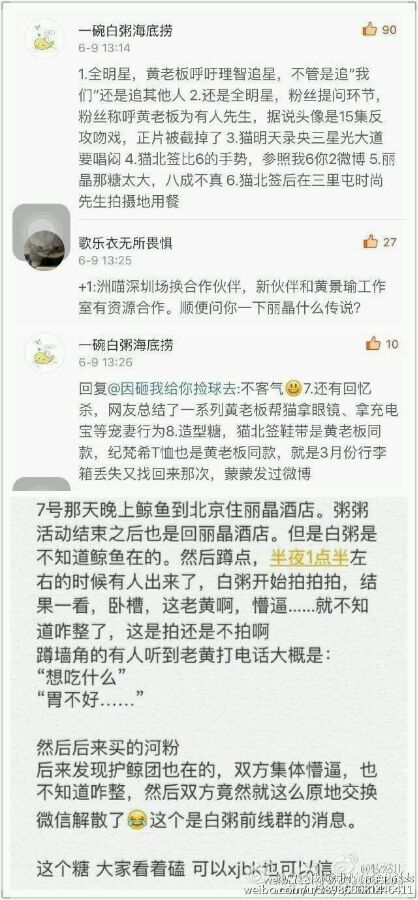 一碗白粥海底捞
90
6-9 13:14
1.全明星，黄老板呼吁理智追星，不管是追"我
们"还是追其他人 2.还是全明星，粉丝提问环节，
粉丝称呼黄老板为有人先生，据说头像是15集反
攻吻戏，正片被截掉了 3.猫明天录央三星光大道
要唱闷 4.猫北签比6的手势，参照我6你2微博 5.丽
晶那糖太大，八成不真 6.猫北签后在三里屯时尚
先生拍摄地用餐
歌乐衣无所畏惧
27
6-9 13:25
+1:洲喵深圳场换合作伙伴，新伙伴和黄景瑜工作
室有资源合作。顺便问你一下丽晶什么传说?
一碗白粥海底捞
10
6-9 13:26
回复@因砸我给你捡球去:不客气😃7.还有回忆
杀，网友总结了一系列黄老板帮猫拿眼镜、拿充电
宝等宠妻行为8.造型糖，猫北签鞋带是黄老板同
款，纪梵希T恤也是黄老板同款，就是3月份行李
箱丢失又找回来那次，蒙蒙发过微博
7号那天晚上鲸鱼到北京住丽晶酒店。粥粥
活动结束之后也是回丽晶酒店。但是白粥是
不知道鲸鱼在的。然后蹲点，半夜1点半左
右的时候有人出来了，白粥开始拍拍拍，结
果一看，卧槽，这老黄啊，懵逼......就不知
道咋整了，这是拍还是不拍啊
蹲墙角的有人听到老黄打电话大概是：
“想吃什么”
“胃不好......”
然后后来买的河粉
后来发现护鲸团也在的，双方集体懵逼，也
不知道咋整，然后双方竟然就这么原地交换
微信解散了😂这个是白粥前线群的消息。
这个糖 大家看着磕 可以xjbk也可以信